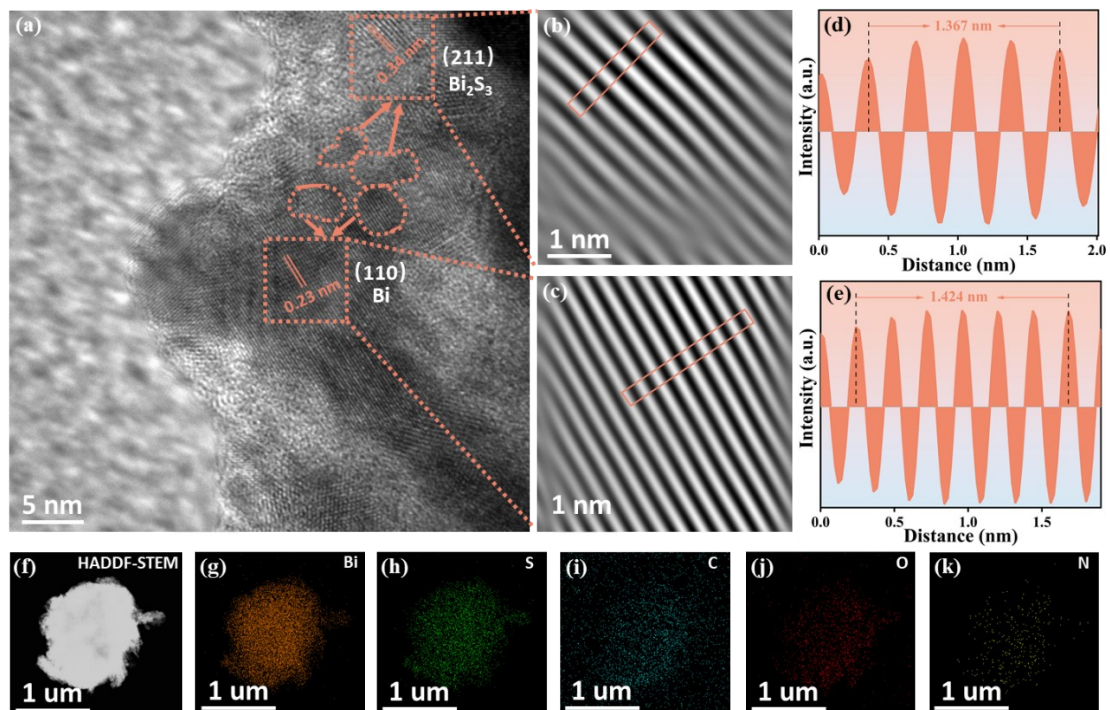 (a)
0.34 nm
(211)
Bi₂S₃
(110)
Bi
0.23 nm
5 nm
(b)
1 nm
(c)
1 nm
(d)
1.367 nm
Intensity (a.u.)
0.0 0.5 1.0 1.5 2.0
Distance (nm)
(e)
1.424 nm
Intensity (a.u.)
0.0 0.5 1.0 1.5
Distance (nm)
(f) HADDF-STEM
1 um
(g) Bi
1 um
(h) S
1 um
(i) C
1 um
(j) O
1 um
(k) N
1 um